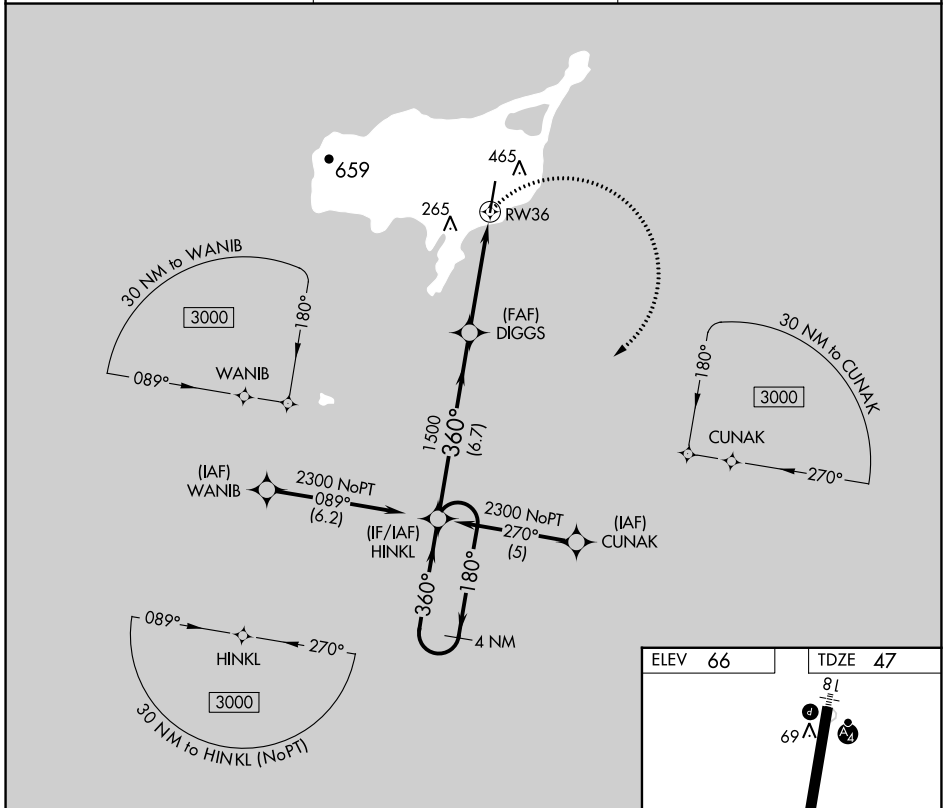 659
465
265
RW36
30 NM to WANIB
3000
180°
089°
WANIB
(FAF)
DIGGS
30 NM to CUNAK
180°
3000
CUNAK
270°
1500
360°
(6.7)
(IAF)
WANIB
2300 NoPT
089°
(6.2)
(IF/IAF)
HINKL
2300 NoPT
270°
(5)
(IAF)
CUNAK
360°
180°
4 NM
089°
270°
HINKL
3000
30 NM to HINKL (NoPT)
ELEV 66
TDZE 47
18
P
69
A4